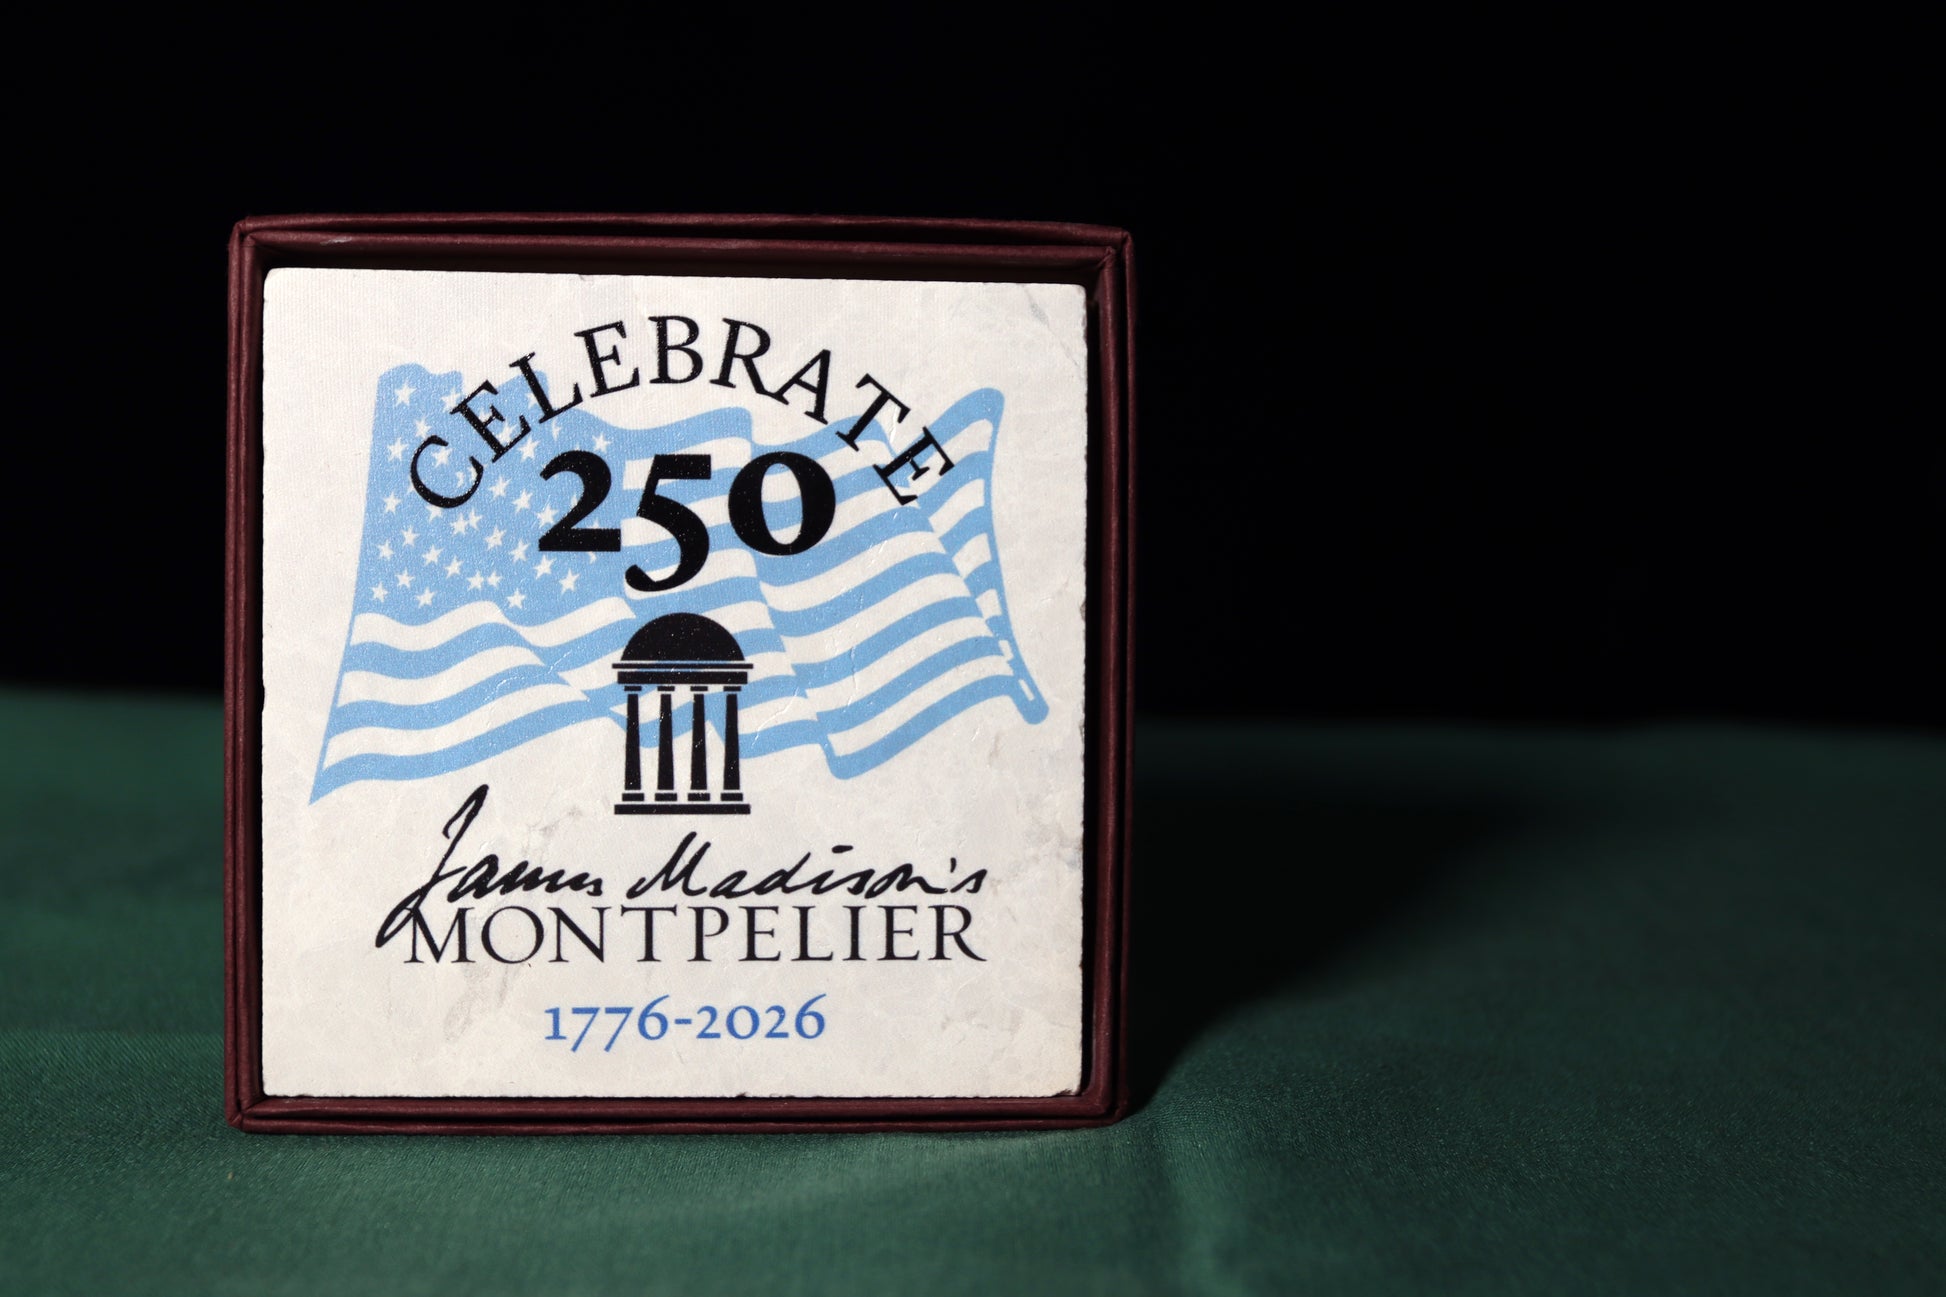 CELEBRATE
250
James Madison's
MONTPELIER
1776-2026